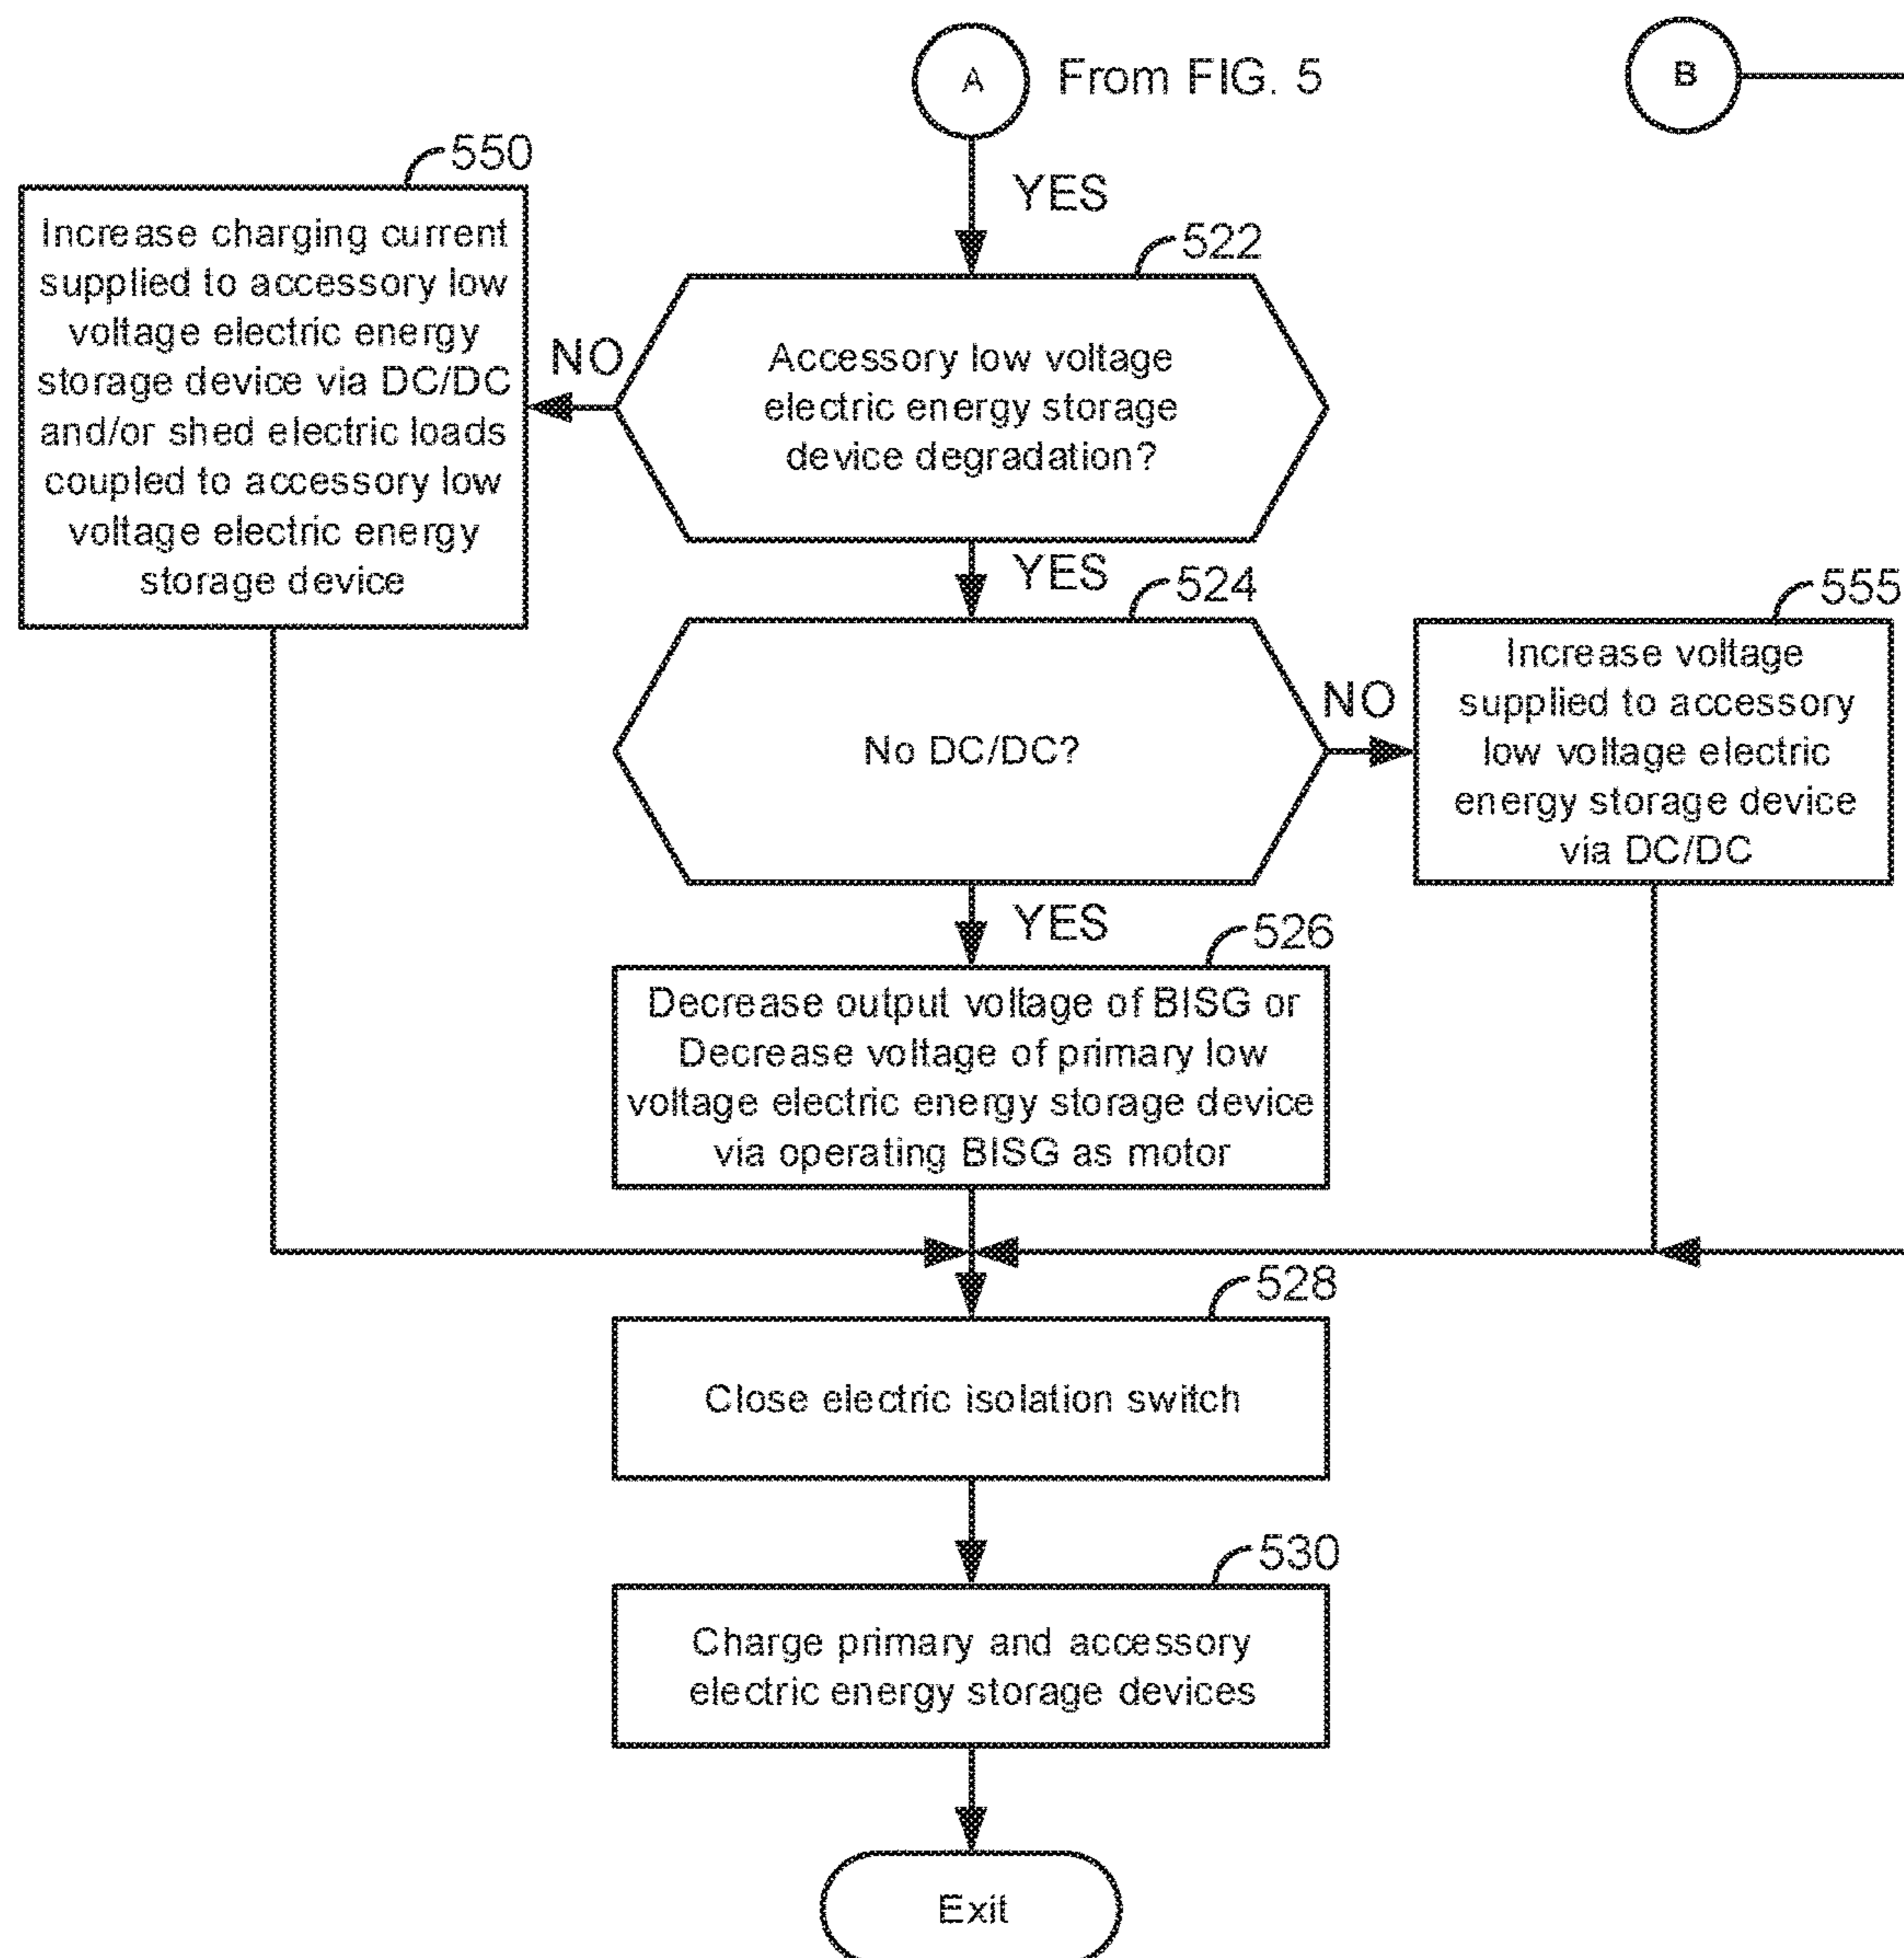 A
From FIG. 5
B
YES
550
Increase charging current
supplied to accessory low
voltage electric energy
storage device via DC/DC
and/or shed electric loads
coupled to accessory low
voltage electric energy
storage device
522
NO
Accessory low voltage
electric energy storage
device degradation?
YES
524
No DC/DC?
NO
555
Increase voltage
supplied to accessory
low voltage electric
energy storage device
via DC/DC
YES
526
Decrease output voltage of BISG or
Decrease voltage of primary low
voltage electric energy storage device
via operating BISG as motor
528
Close electric isolation switch
530
Charge primary and accessory
electric energy storage devices
Exit